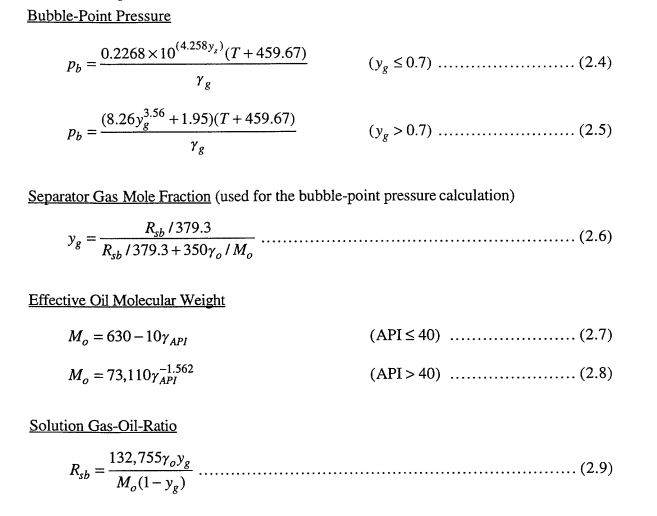 Bubble-Point Pressure
p_b = 0.2268×10^(4.258y_g)(T+459.67) / γ_g (y_g ≤ 0.7) ............................ (2.4)
p_b = (8.26y_g^3.56 + 1.95)(T+459.67) / γ_g (y_g > 0.7) ............................ (2.5)
Separator Gas Mole Fraction (used for the bubble-point pressure calculation)
y_g = R_sb / 379.3 / R_sb / 379.3 + 350γ_o / M_o ............................ (2.6)
Effective Oil Molecular Weight
M_o = 630 – 10γ_API (API ≤ 40) ............................ (2.7)
M_o = 73,110γ_API^–1.562 (API > 40) ............................ (2.8)
Solution Gas-Oil-Ratio
R_sb = 132,755γ_o y_g / M_o(1 – y_g) ............................ (2.9)